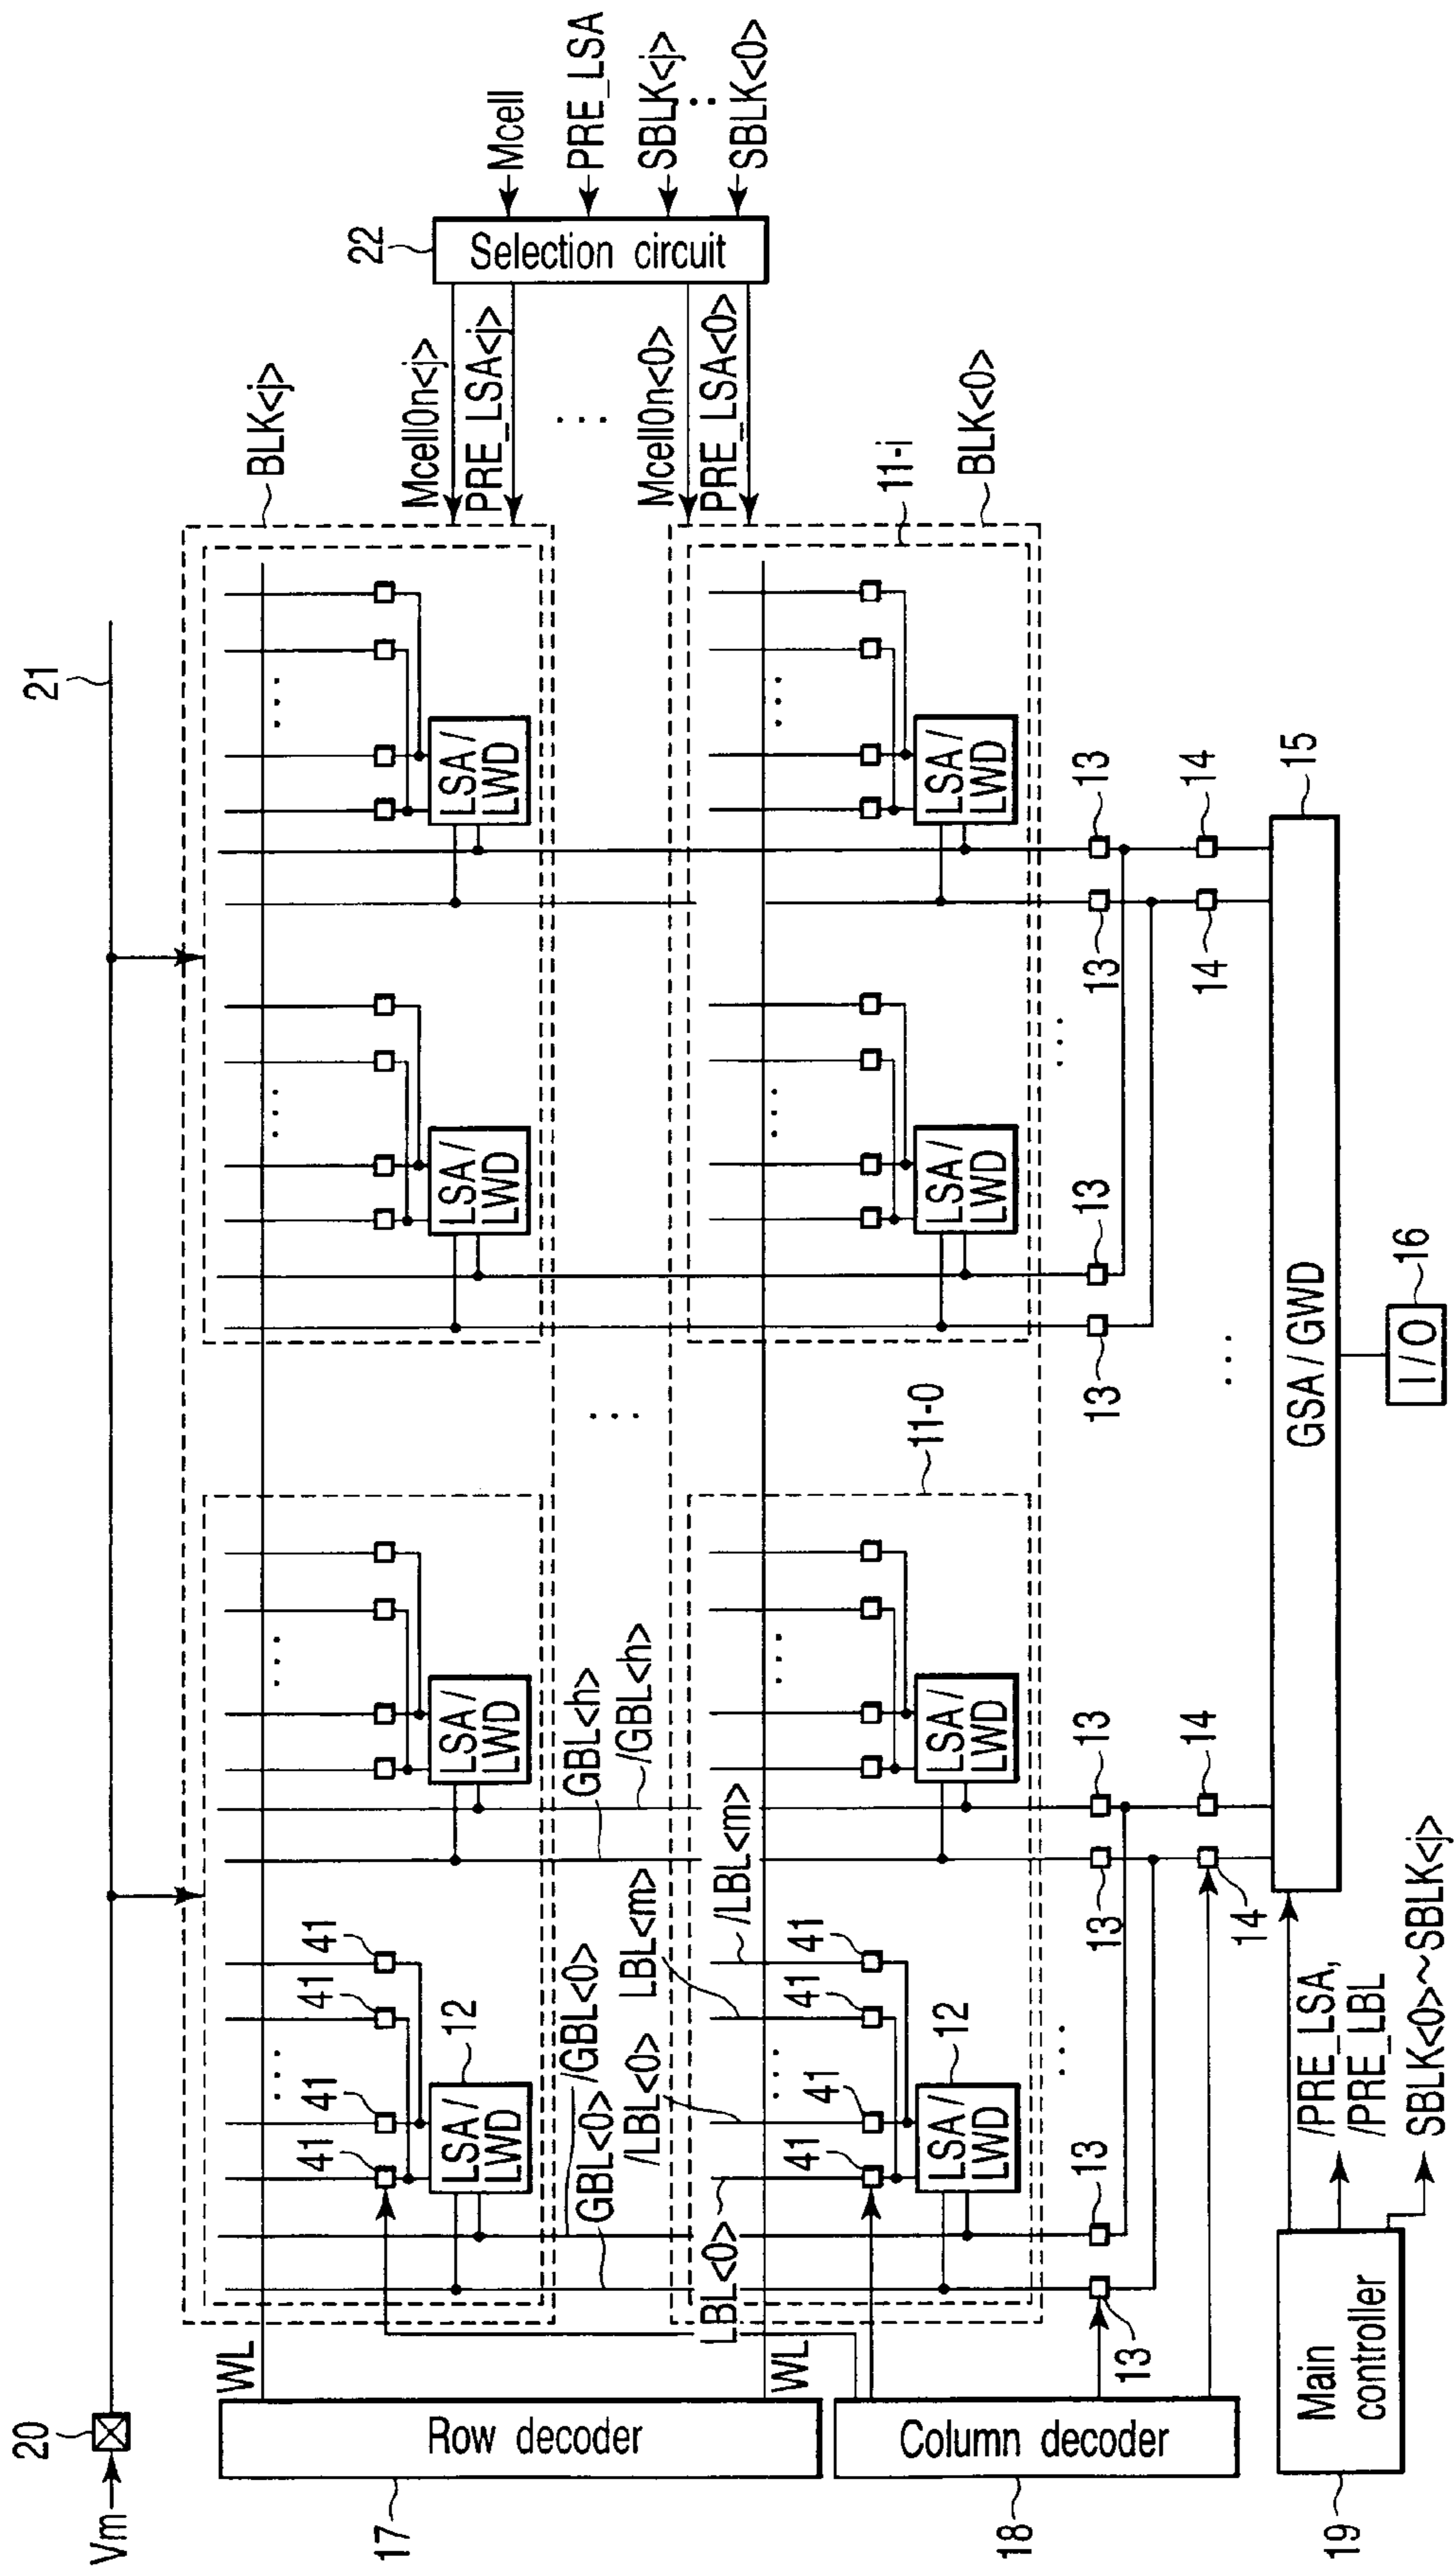 Vm
20
21
WL
Row decoder
17
WL
Column decoder
18
Main
controller
19
BLK<j>
41
41
41
41
LSA/
LWD
12
LSA/
LWD
LSA/
LWD
LSA/
LWD
GBL<0>
/GBL<0>
GBL<h>
/GBL<h>
LBL<0>
/LBL<0>
LBL<m>
/LBL<m>
41
41
41
41
LSA/
LWD
12
LSA/
LWD
LSA/
LWD
LSA/
LWD
11-0
11-i
BLK<0>
Mcell0n<j>
PRE_LSA<j>
Mcell0n<0>
PRE_LSA<0>
22
Selection circuit
Mcell
PRE_LSA
SBLK<j>
SBLK<0>
13
13
13
13
13
13
13
13
14
14
14
14
GSA/GWD
15
I/O
16
/PRE_LSA,
/PRE_LBL
SBLK<0>~SBLK<j>